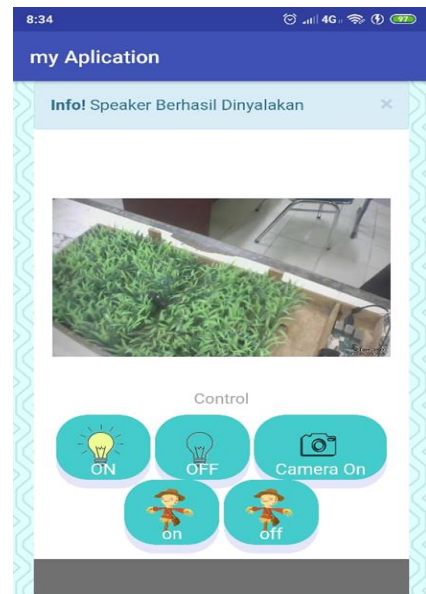 8:34 4G 97
my Aplication
Info! Speaker Berhasil Dinyalakan ×
Control
ON OFF Camera On
on off